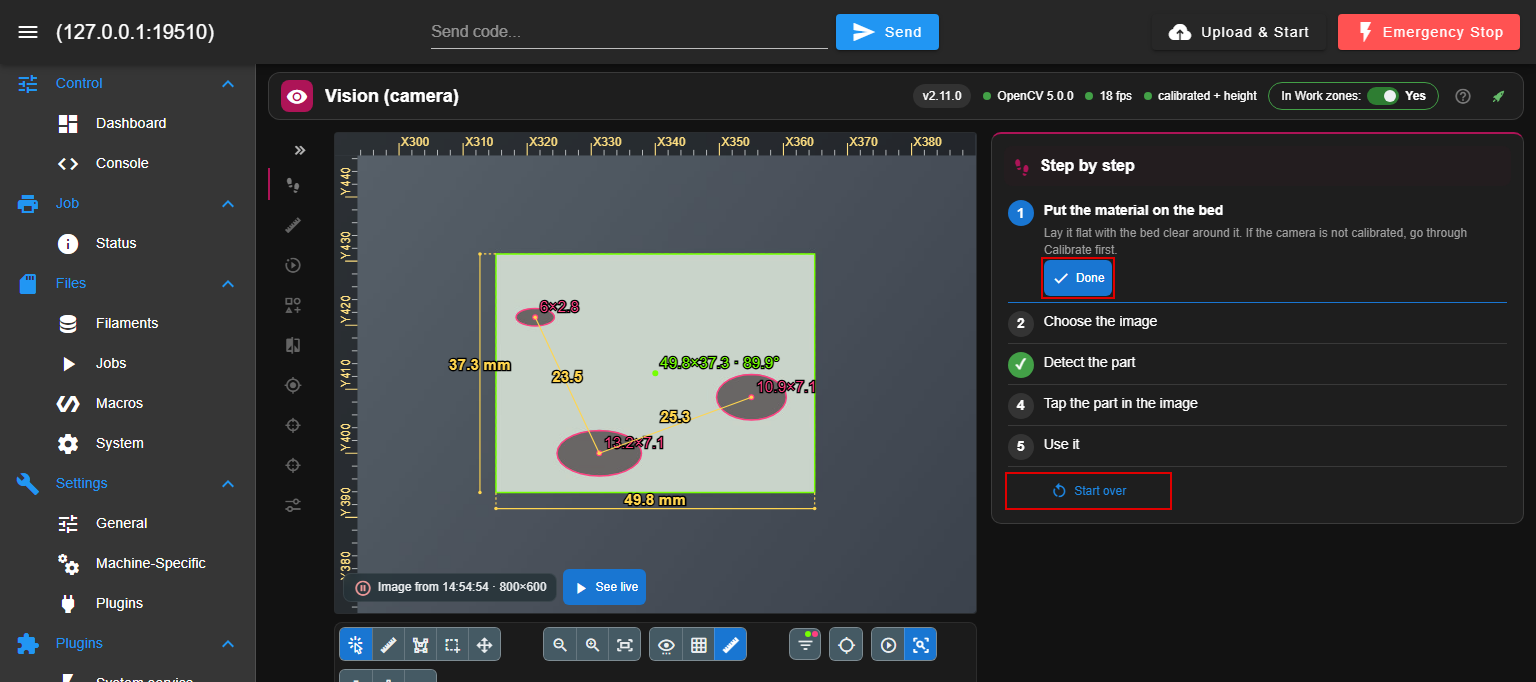 (127.0.0.1:19510)
Send code...
Send
Upload & Start
Emergency Stop
Control
Dashboard
Console
Job
Status
Files
Filaments
Jobs
Macros
System
Settings
General
Machine-Specific
Plugins
Plugins
System service
Vision (camera)
v2.11.0
OpenCV 5.0.0
18 fps
calibrated + height
In Work zones:
Yes
X300
X310
X320
X330
X340
X350
X360
X370
X380
Y440
Y430
Y420
Y410
Y400
Y390
Y380
6×2.8
37.3 mm
23.5
49.8×37.3 · 89.9°
10.9×7.1
25.3
13.2×7.1
49.8 mm
Image from 14:54:54 · 800×600
See live
Step by step
1
Put the material on the bed
Lay it flat with the bed clear around it. If the camera is not calibrated, go through
Calibrate first.
Done
2
Choose the image
Detect the part
4
Tap the part in the image
5
Use it
Start over